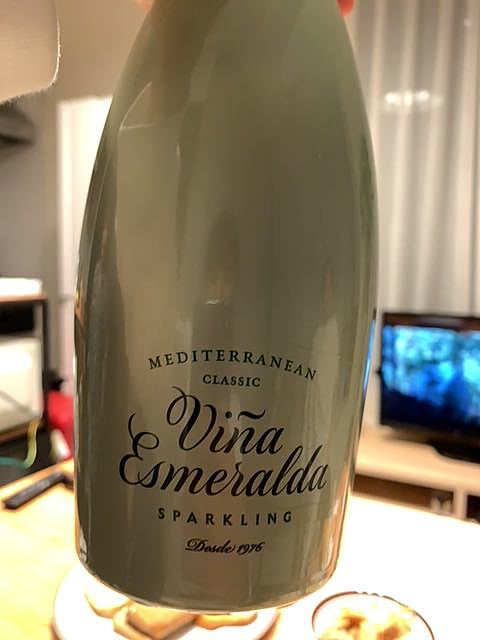 MEDITERRANEAN
CLASSIC
Viña
Esmeralda
SPARKLING
Desde 1976